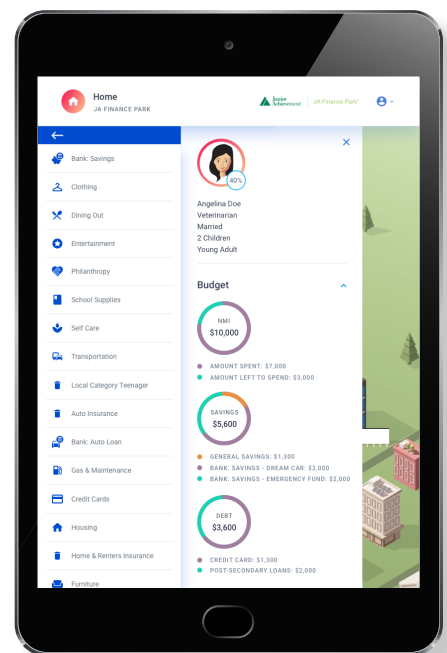 Home
JA FINANCE PARK
Junior Achievement
JA Finance Park®
Bank: Savings
Clothing
Dining Out
Entertainment
Philanthropy
School Supplies
Self Care
Transportation
Local Category Teenager
Auto Insurance
Bank: Auto Loan
Gas & Maintenance
Credit Cards
Housing
Home & Renters Insurance
Furniture
40%
Angelina Doe
Veterinarian
Married
2 Children
Young Adult
Budget
NMI
$10,000
AMOUNT SPENT: $7,000
AMOUNT LEFT TO SPEND: $3,000
SAVINGS
$5,600
GENERAL SAVINGS: $1,300
BANK: SAVINGS - DREAM CAR: $2,000
BANK: SAVINGS - EMERGENCY FUND: $2,000
DEBT
$3,600
CREDIT CARD: $1,300
POST-SECONDARY LOANS: $2,000